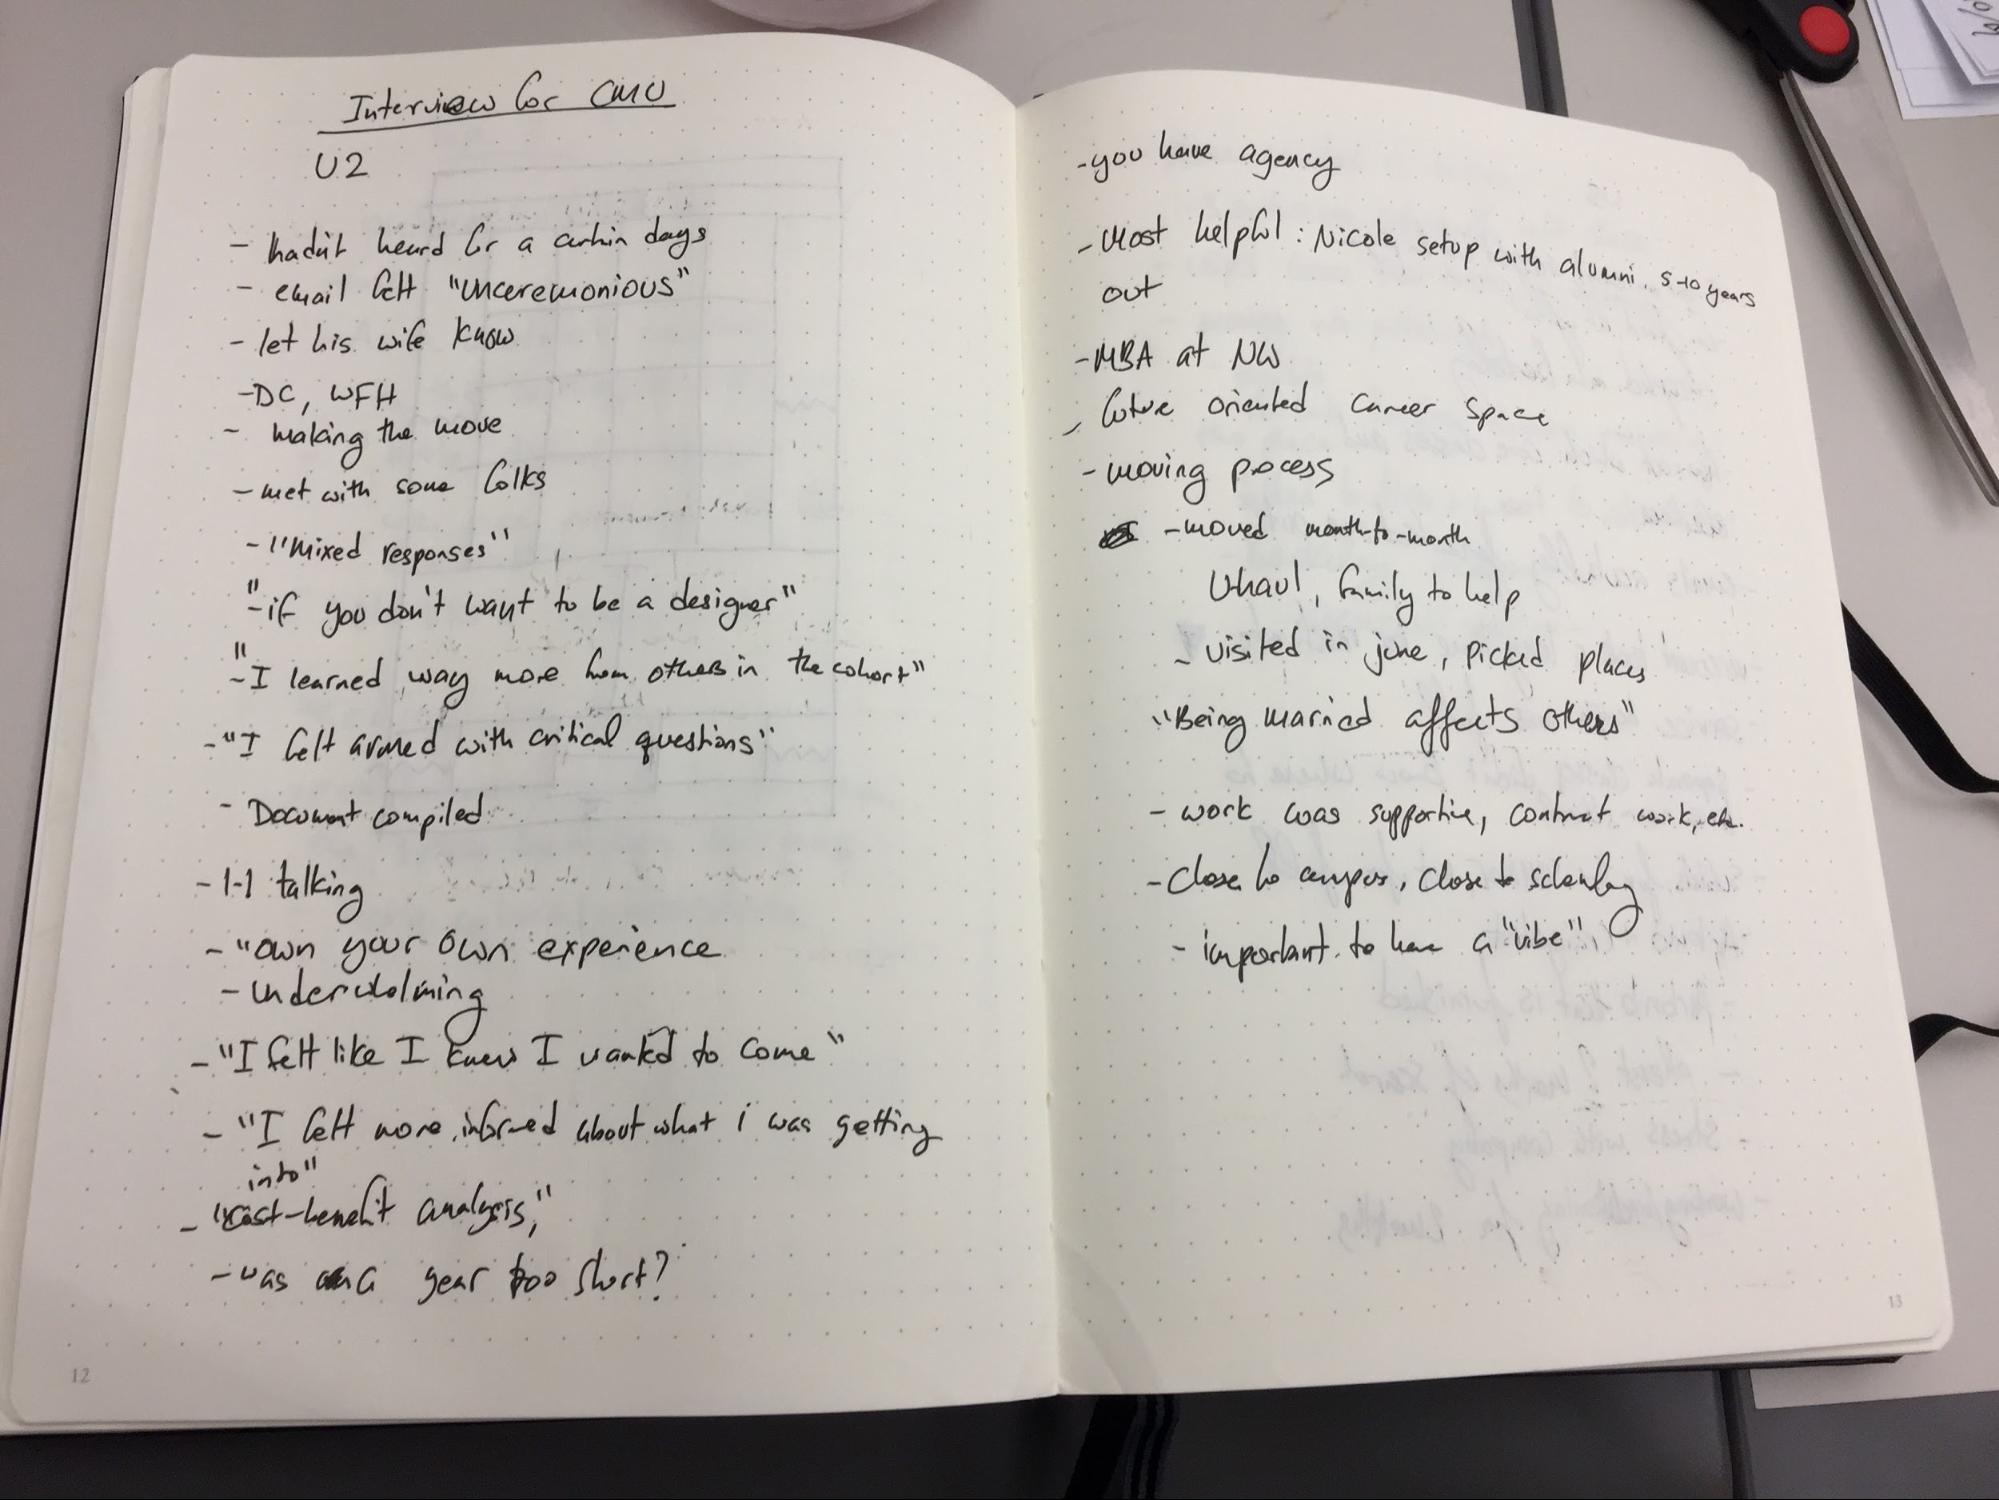 Interview for CMU
U2
- hadn't heard for a certain days
- email felt "unceremonious"
- let his wife know
- DC, WFH
- making the move
- met with some folks
- "mixed responses"
"- if you don't want to be a designer"
"- I learned way more from others in the cohort"
- "I felt armed with critical questions"
- Document compiled
- 1-1 talking
- "own your own experience
- underwhelming
- "I felt like I knew I wanted to come"
- "I felt more informed about what i was getting
into"
- "cost-benefit analysis,"
- was a year too short?
12
- you have agency
- Most helpful: Nicole setup with alumni, 5-10 years
out
- MBA at NW
- future oriented career space
- moving process
- moved month-to-month
Uhaul, family to help
- visited in june, picked places
"Being married affects others"
- work was supportive, contract work, etc.
- close to campus, close to
- important to have a "vibe"
13